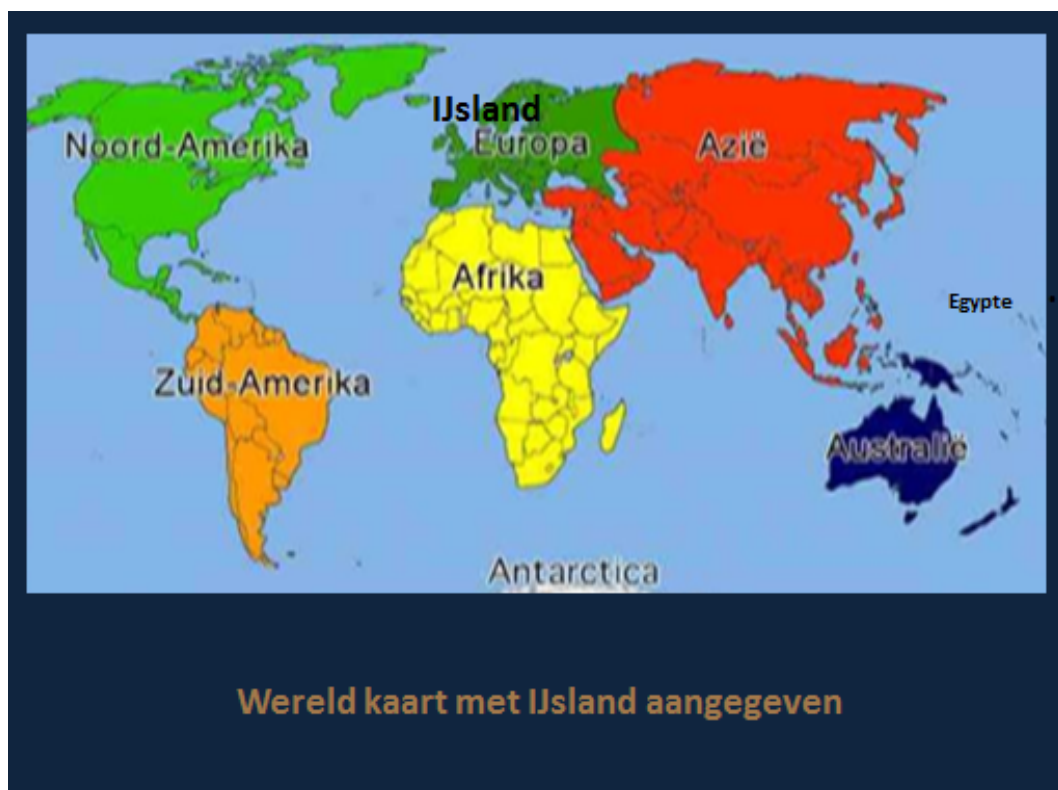 IJsland
Noord-Amerika
Europa
Azië
Afrika
Egypte
Zuid-Amerika
Australië
Antarctica
Wereld kaart met IJsland aangegeven